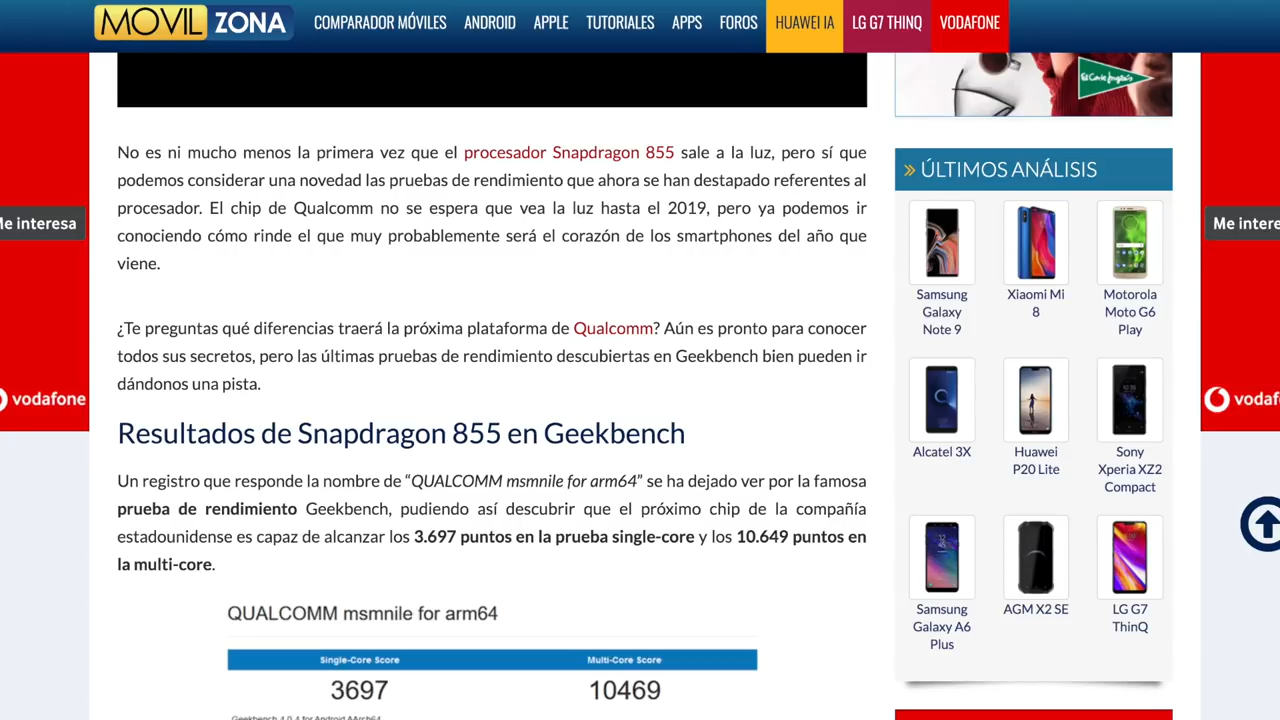 MOVIL ZONA
COMPARADOR MÓVILES ANDROID APPLE TUTORIALES APPS FOROS HUAWEI IA LG G7 THINQ VODAFONE
El Corte Inglés
No es ni mucho menos la primera vez que el procesador Snapdragon 855 sale a la luz, pero sí que
podemos considerar una novedad las pruebas de rendimiento que ahora se han destapado referentes al
procesador. El chip de Qualcomm no se espera que vea la luz hasta el 2019, pero ya podemos ir
conociendo cómo rinde el que muy probablemente será el corazón de los smartphones del año que
viene.
¿Te preguntas qué diferencias traerá la próxima plataforma de Qualcomm? Aún es pronto para conocer
todos sus secretos, pero las últimas pruebas de rendimiento descubiertas en Geekbench bien pueden ir
dándonos una pista.
Resultados de Snapdragon 855 en Geekbench
Un registro que responde la nombre de “QUALCOMM msmnile for arm64” se ha dejado ver por la famosa
prueba de rendimiento Geekbench, pudiendo así descubrir que el próximo chip de la compañía
estadounidense es capaz de alcanzar los 3.697 puntos en la prueba single-core y los 10.649 puntos en
la multi-core.
QUALCOMM msmnile for arm64
Single-Core Score Multi-Core Score
3697 10469
Geekbench 4.0.4 for Android AArch64
» ÚLTIMOS ANÁLISIS
Samsung
Galaxy
Note 9
Xiaomi Mi
8
Motorola
Moto G6
Play
Alcatel 3X
Huawei
P20 Lite
Sony
Xperia XZ2
Compact
Samsung
Galaxy A6
Plus
AGM X2 SE
LG G7
ThinQ
Me interesa
vodafone
Me intere
vodaf